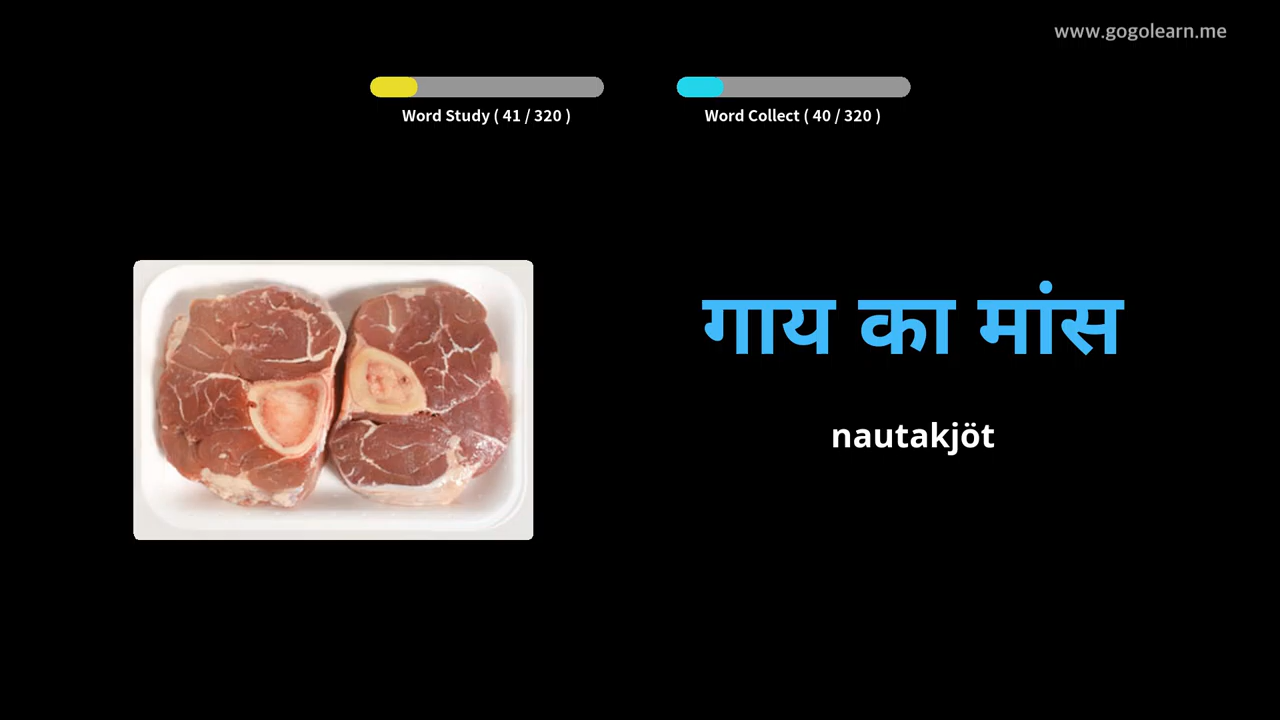 www.gogolearn.me
Word Study ( 41 / 320 )
Word Collect ( 40 / 320 )
गाय का मांस
nautakjöt